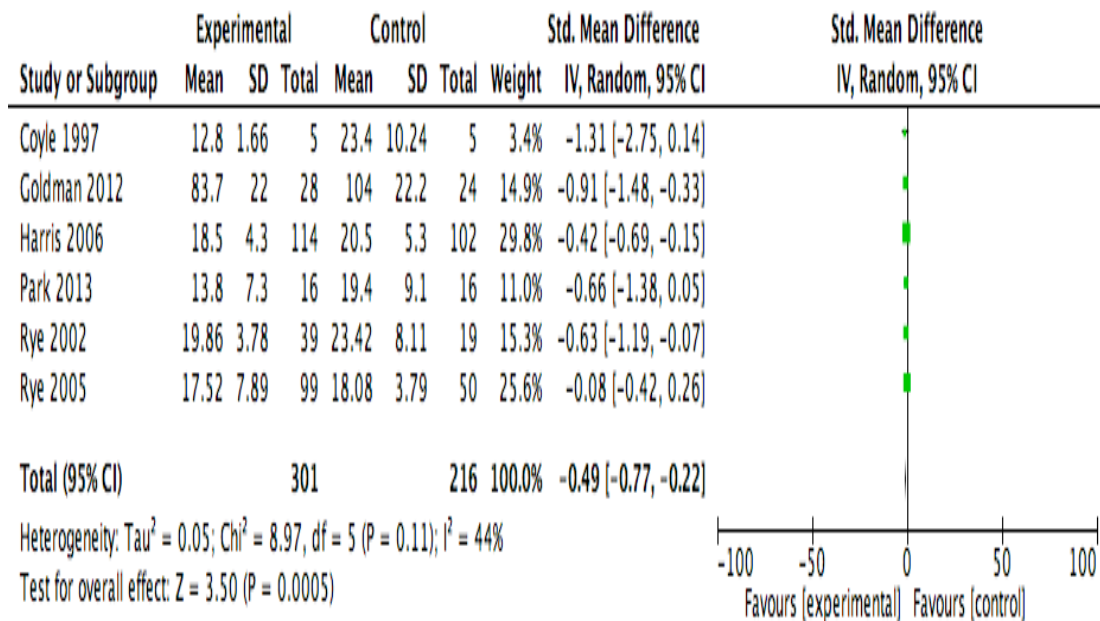 Experimental Control Std. Mean Difference Std. Mean Difference
Study or Subgroup Mean SD Total Mean SD Total Weight IV, Random, 95% CI IV, Random, 95% CI
Coyle 1997 12.8 1.66 5 23.4 10.24 5 3.4% −1.31 [−2.75, 0.14]
Goldman 2012 83.7 22 28 104 22.2 24 14.9% −0.91 [−1.48, −0.33]
Harris 2006 18.5 4.3 114 20.5 5.3 102 29.8% −0.42 [−0.69, −0.15]
Park 2013 13.8 7.3 16 19.4 9.1 16 11.0% −0.66 [−1.38, 0.05]
Rye 2002 19.86 3.78 39 23.42 8.11 19 15.3% −0.63 [−1.19, −0.07]
Rye 2005 17.52 7.89 99 18.08 3.79 50 25.6% −0.08 [−0.42, 0.26]
Total (95% CI) 301 216 100.0% −0.49 [−0.77, −0.22]
Heterogeneity: Tau² = 0.05; Chi² = 8.97, df = 5 (P = 0.11); I² = 44%
Test for overall effect: Z = 3.50 (P = 0.0005)
−100 −50 0 50 100
Favours [experimental] Favours [control]